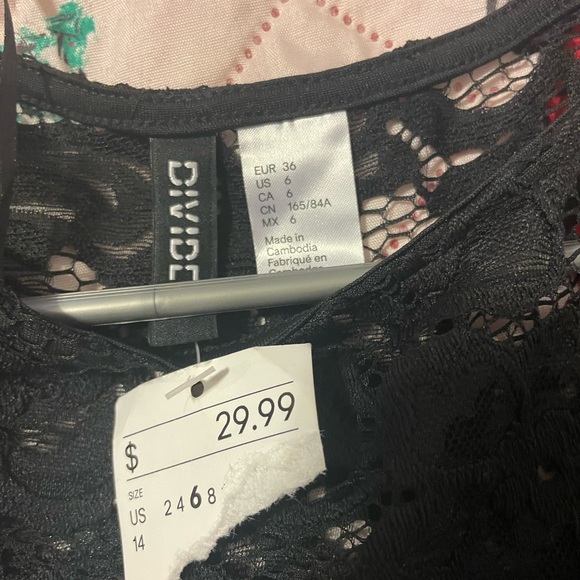 DIVIDE
EUR 36
US 6
CA 6
CN 165/84A
MX 6
Made in
Cambodia
Fabriqué en
$ 29.99
SIZE
US 2 4 6 8
14